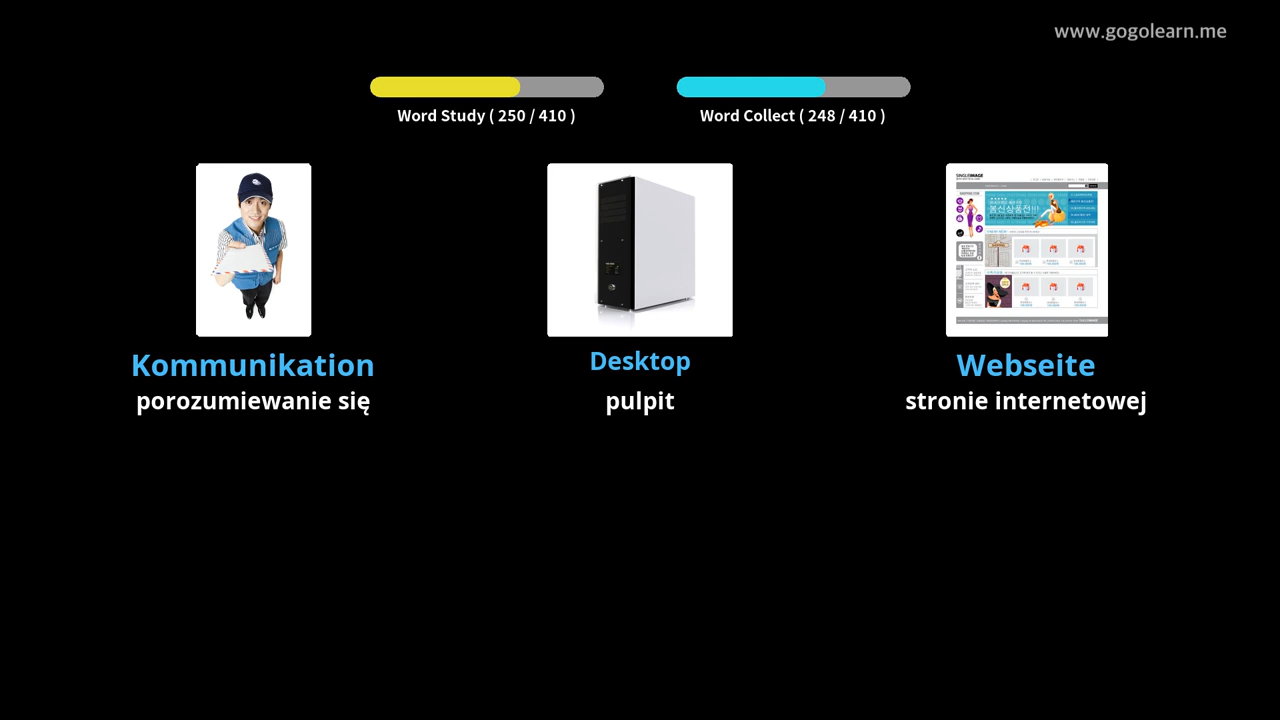 www.gogolearn.me
Word Study ( 250 / 410 )
Word Collect ( 248 / 410 )
Kommunikation
Desktop
Webseite
porozumiewanie się
pulpit
stronie internetowej